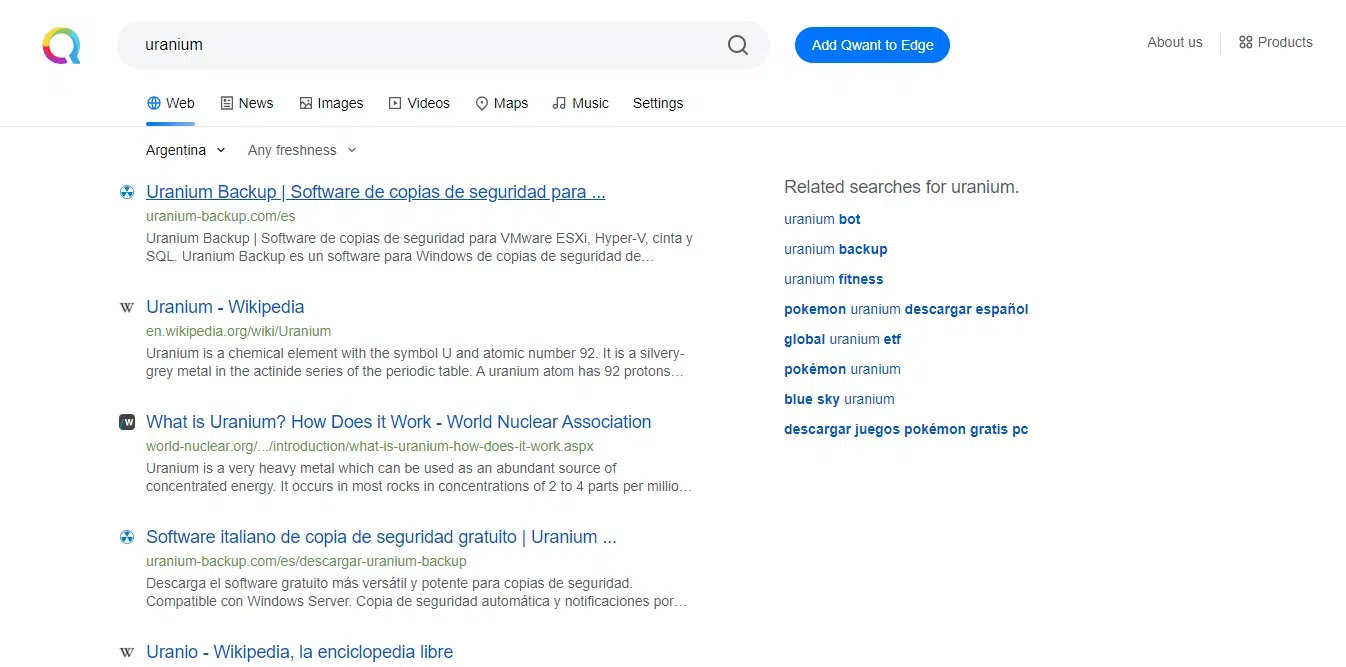 uranium
Add Qwant to Edge
About us
Products
Web
News
Images
Videos
Maps
Music
Settings
Argentina
Any freshness
Uranium Backup | Software de copias de seguridad para ...
uranium-backup.com/es
Uranium Backup | Software de copias de seguridad para VMware ESXi, Hyper-V, cinta y
SQL. Uranium Backup es un software para Windows de copias de seguridad de…
W
Uranium - Wikipedia
en.wikipedia.org/wiki/Uranium
Uranium is a chemical element with the symbol U and atomic number 92. It is a silvery-
grey metal in the actinide series of the periodic table. A uranium atom has 92 protons…
W
What is Uranium? How Does it Work - World Nuclear Association
world-nuclear.org/.../introduction/what-is-uranium-how-does-it-work.aspx
Uranium is a very heavy metal which can be used as an abundant source of
concentrated energy. It occurs in most rocks in concentrations of 2 to 4 parts per millio…
Software italiano de copia de seguridad gratuito | Uranium ...
uranium-backup.com/es/descargar-uranium-backup
Descarga el software gratuito más versátil y potente para copias de seguridad.
Compatible con Windows Server. Copia de seguridad automática y notificaciones por…
W
Uranio - Wikipedia, la enciclopedia libre
Related searches for uranium.
uranium bot
uranium backup
uranium fitness
pokemon uranium descargar español
global uranium etf
pokémon uranium
blue sky uranium
descargar juegos pokémon gratis pc